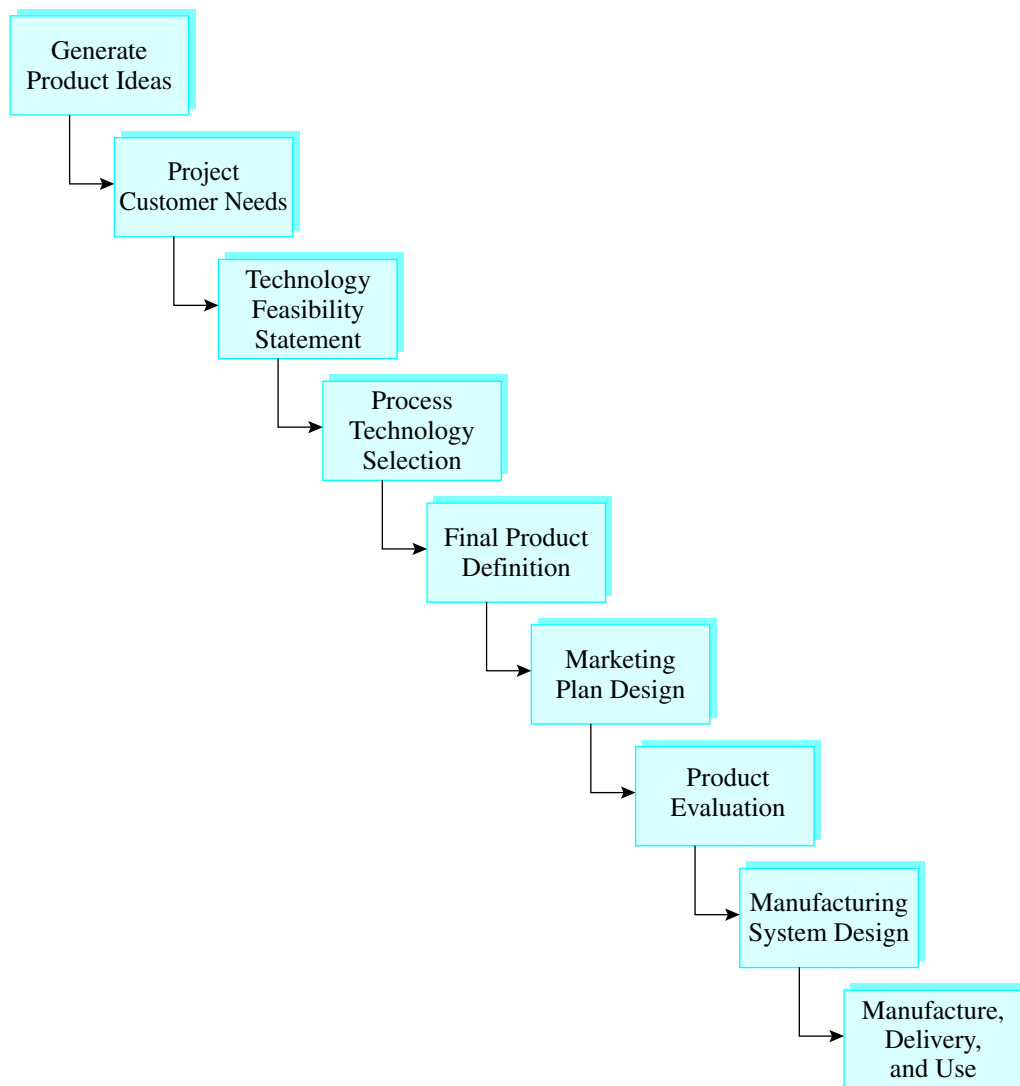 Generate
Product Ideas
Project
Customer Needs
Technology
Feasibility
Statement
Process
Technology
Selection
Final Product
Definition
Marketing
Plan Design
Product
Evaluation
Manufacturing
System Design
Manufacture,
Delivery,
and Use